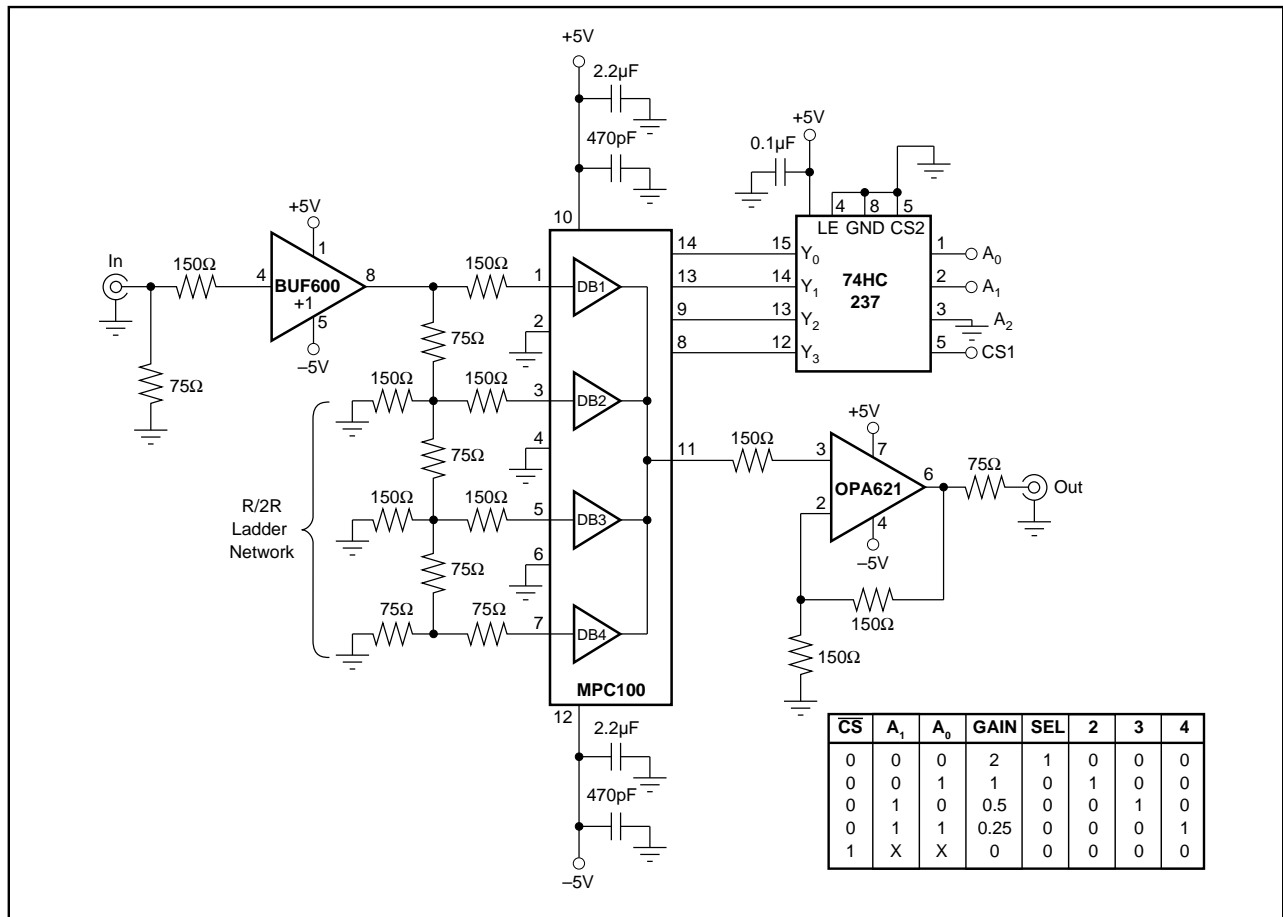 +5V
2.2µF
470pF
10
+5V
0.1µF
4 8 5
LE GND CS2
14 15 Y0
13 14 Y1
9 13 Y2
8 12 Y3
74HC
237
1 A0
2 A1
3 A2
5 CS1
In
150Ω
75Ω
+5V
4 1 8
BUF600
+1
5
–5V
150Ω 1 DB1
2
75Ω
150Ω 150Ω 3 DB2
4
75Ω
150Ω 150Ω 5 DB3
6
75Ω
75Ω 75Ω 7 DB4
R/2R
Ladder
Network
MPC100
11 150Ω
+5V
3 7
OPA621
6 75Ω Out
2 4
–5V
150Ω
150Ω
12
2.2µF
470pF
–5V
CS A1 A0 GAIN SEL 2 3 4
0 0 0 2 1 0 0 0
0 0 1 1 0 1 0 0
0 1 0 0.5 0 0 1 0
0 1 1 0.25 0 0 0 1
1 X X 0 0 0 0 0